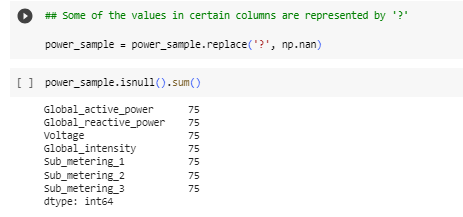 ## Some of the values in certain columns are represented by '?'
power_sample = power_sample.replace('?', np.nan)
[ ] power_sample.isnull().sum()
Global_active_power 75
Global_reactive_power 75
Voltage 75
Global_intensity 75
Sub_metering_1 75
Sub_metering_2 75
Sub_metering_3 75
dtype: int64